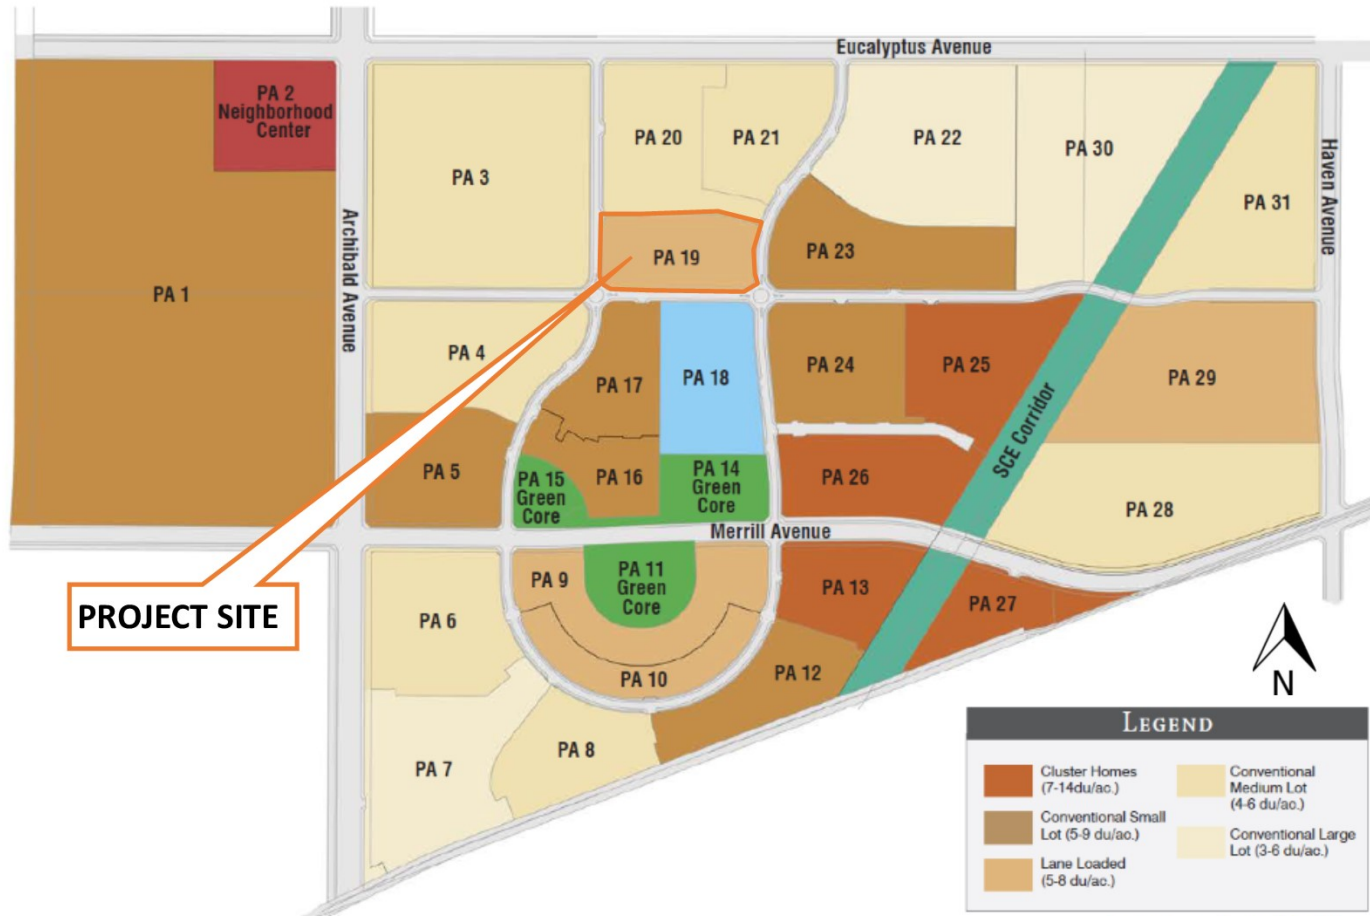 Eucalyptus Avenue
PA 2
Neighborhood
Center
PA 20
PA 21
PA 22
PA 30
PA 3
PA 31
Haven Avenue
Archibald Avenue
PA 19
PA 23
PA 1
PA 4
PA 17
PA 18
PA 24
PA 25
PA 29
SCE Corridor
PA 5
PA 15
Green
Core
PA 16
PA 14
Green
Core
PA 26
PA 28
Merrill Avenue
PA 9
PA 11
Green
Core
PA 13
PA 27
PROJECT SITE
PA 6
PA 10
PA 12
PA 7
PA 8
N
LEGEND
Cluster Homes
(7-14du/ac.)
Conventional Small
Lot (5-9 du/ac.)
Lane Loaded
(5-8 du/ac.)
Conventional
Medium Lot
(4-6 du/ac.)
Conventional Large
Lot (3-6 du/ac.)